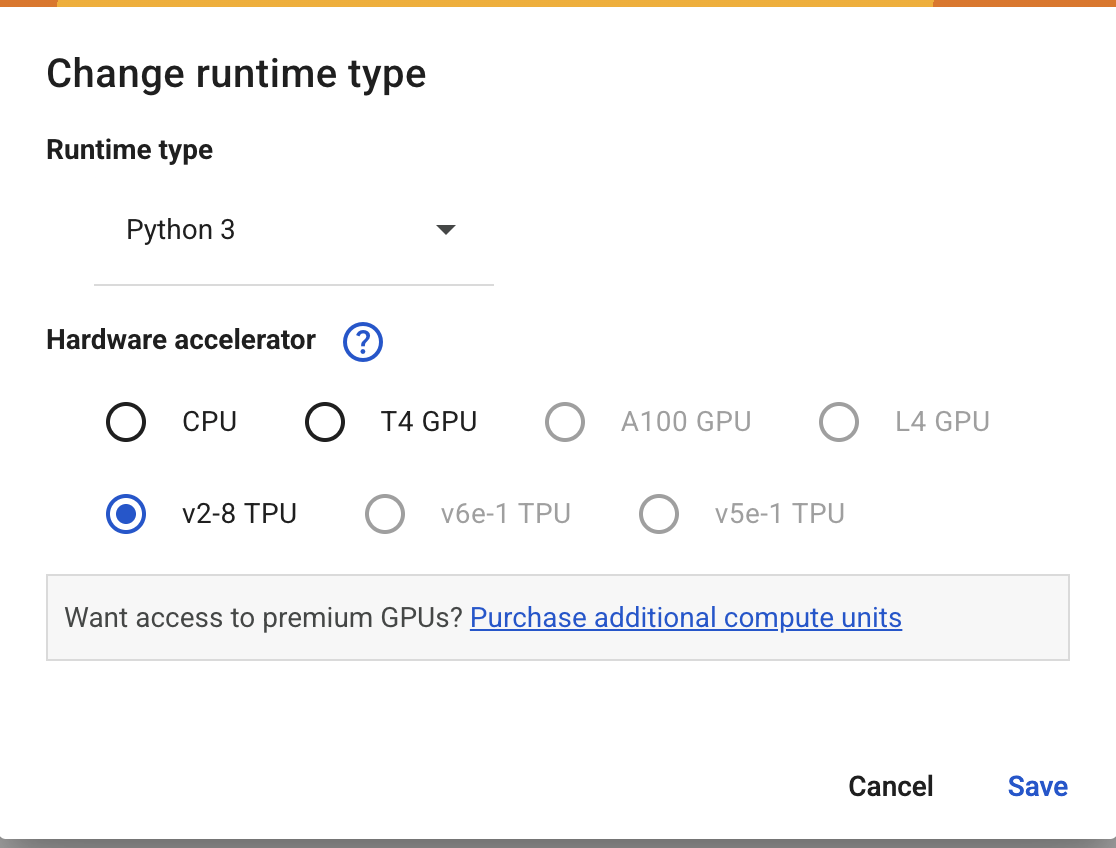 Change runtime type
Runtime type
Python 3
Hardware accelerator ?
CPU T4 GPU A100 GPU L4 GPU
v2-8 TPU v6e-1 TPU v5e-1 TPU
Want access to premium GPUs? Purchase additional compute units
Cancel Save